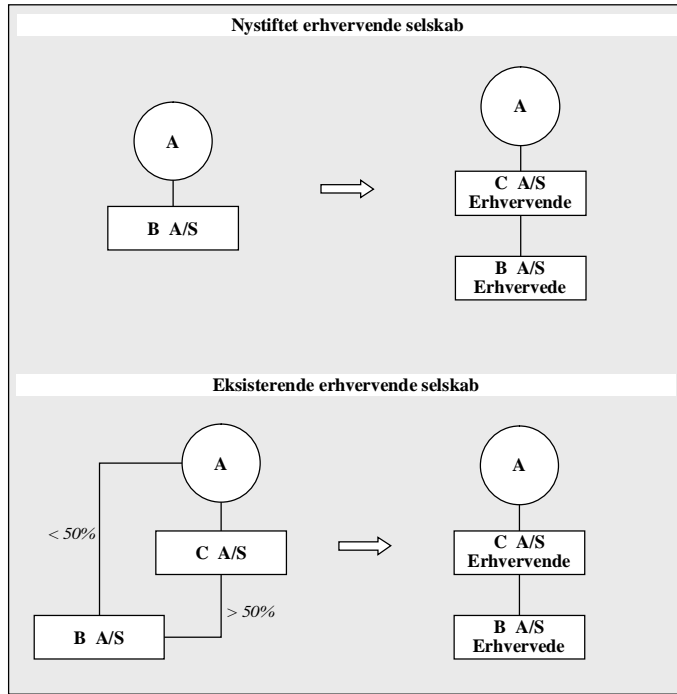 Nystiftet erhvervende selskab
A
B A/S
A
C A/S
Erhvervende
B A/S
Erhvervede
Eksisterende erhvervende selskab
A
< 50%
C A/S
> 50%
B A/S
A
C A/S
Erhvervende
B A/S
Erhvervede